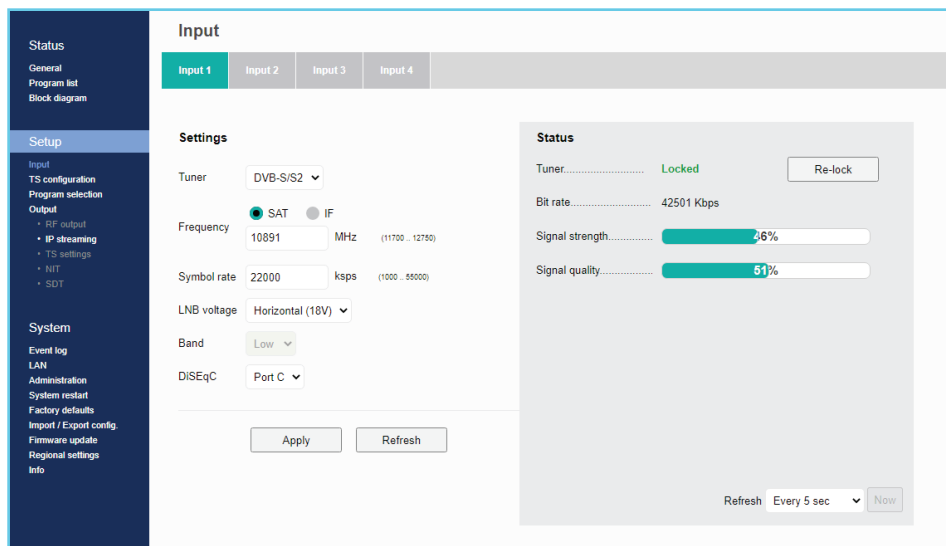 Status
General
Program list
Block diagram
Setup
Input
TS configuration
Program selection
Output
• RF output
• IP streaming
• TS settings
• NIT
• SDT
System
Event log
LAN
Administration
System restart
Factory defaults
Import / Export config.
Firmware update
Regional settings
Info
Input
Input 1 Input 2 Input 3 Input 4
Settings
Tuner DVB-S/S2
SAT IF
Frequency 10891 MHz (11700 .. 12750)
Symbol rate 22000 ksps (1000 .. 55000)
LNB voltage Horizontal (18V)
Band Low
DiSEqC Port C
Apply Refresh
Status
Tuner........................... Locked Re-lock
Bit rate........................... 42501 Kbps
Signal strength............... 46%
Signal quality.................. 51%
Refresh Every 5 sec Now